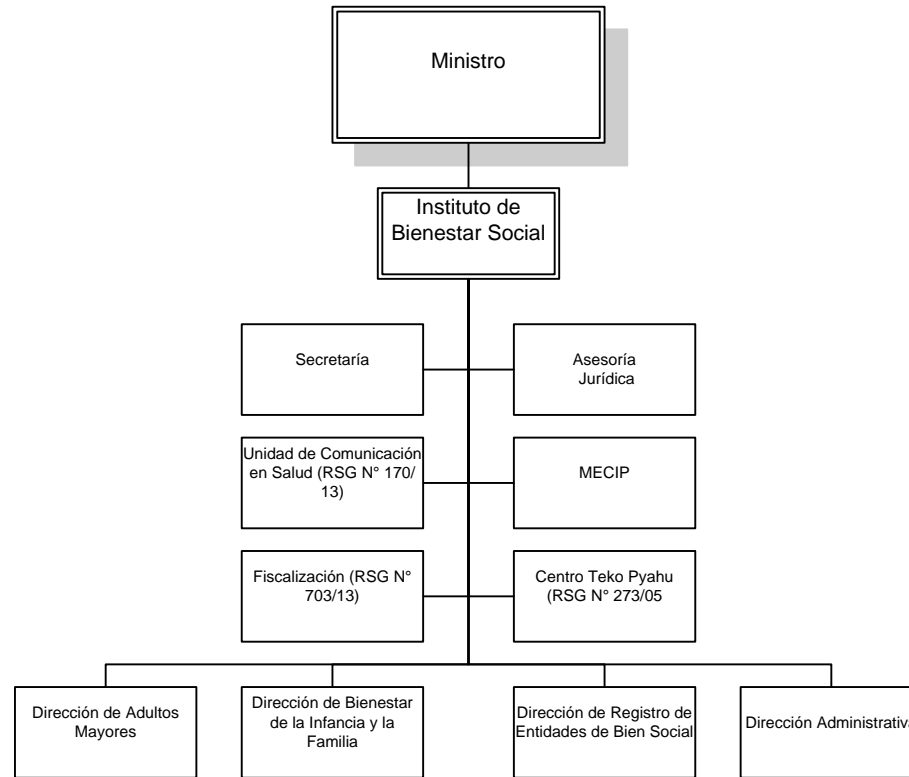 Ministro
Instituto de
Bienestar Social
Secretaría
Asesoría
Jurídica
Unidad de Comunicación
en Salud (RSG N° 170/
13)
MECIP
Fiscalización (RSG N°
703/13)
Centro Teko Pyahu
(RSG N° 273/05
Dirección de Adultos
Mayores
Dirección de Bienestar
de la Infancia y la
Familia
Dirección de Registro de
Entidades de Bien Social
Dirección Administrativa